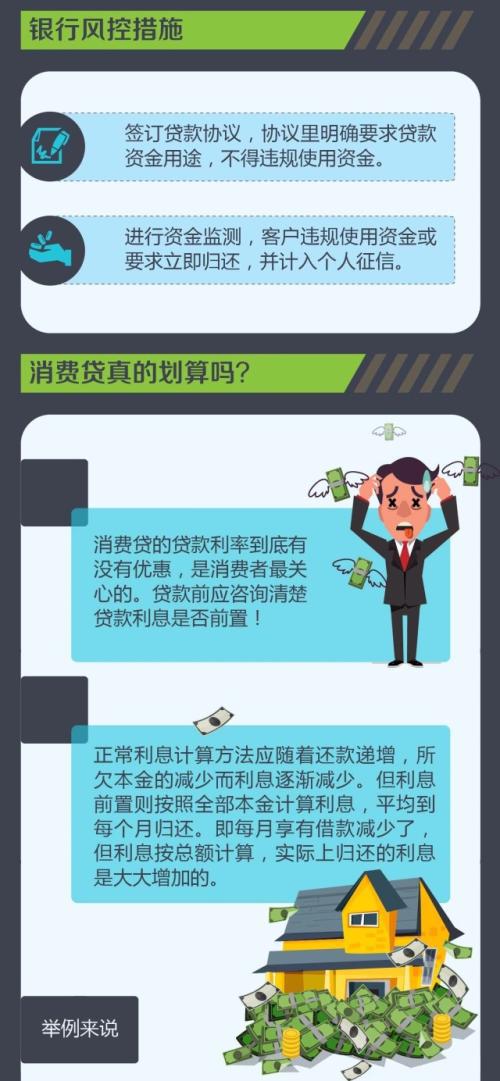 银行风控措施
签订贷款协议，协议里明确要求贷款
资金用途，不得违规使用资金。
进行资金监测，客户违规使用资金或
要求立即归还，并计入个人征信。
消费贷真的划算吗？
消费贷的贷款利率到底有
没有优惠，是消费者最关
心的。贷款前应咨询清楚
贷款利息是否前置！
正常利息计算方法应随着还款递增，所
欠本金的减少而利息逐渐减少。但利息
前置则按照全部本金计算利息，平均到
每个月归还。即每月享有借款减少了，
但利息按总额计算，实际上归还的利息
是大大增加的。
举例来说